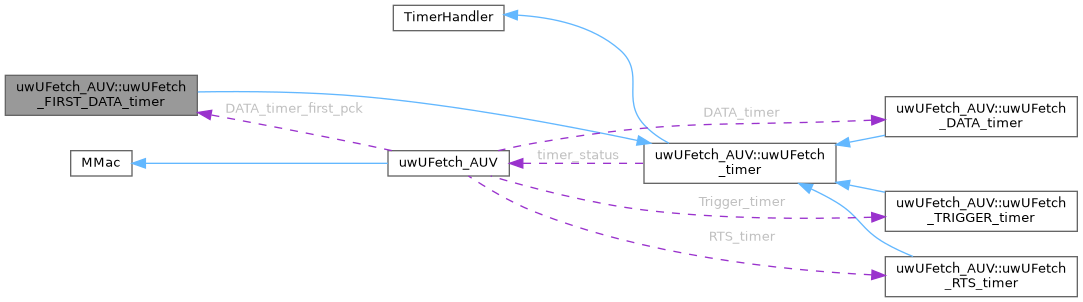 TimerHandler
uwUFetch_AUV::uwUFetch
_FIRST_DATA_timer
DATA_timer_first_pck
DATA_timer
uwUFetch_AUV::uwUFetch
_DATA_timer
MMac
uwUFetch_AUV
timer_status
uwUFetch_AUV::uwUFetch
_timer
Trigger_timer
uwUFetch_AUV::uwUFetch
_TRIGGER_timer
RTS_timer
uwUFetch_AUV::uwUFetch
_RTS_timer